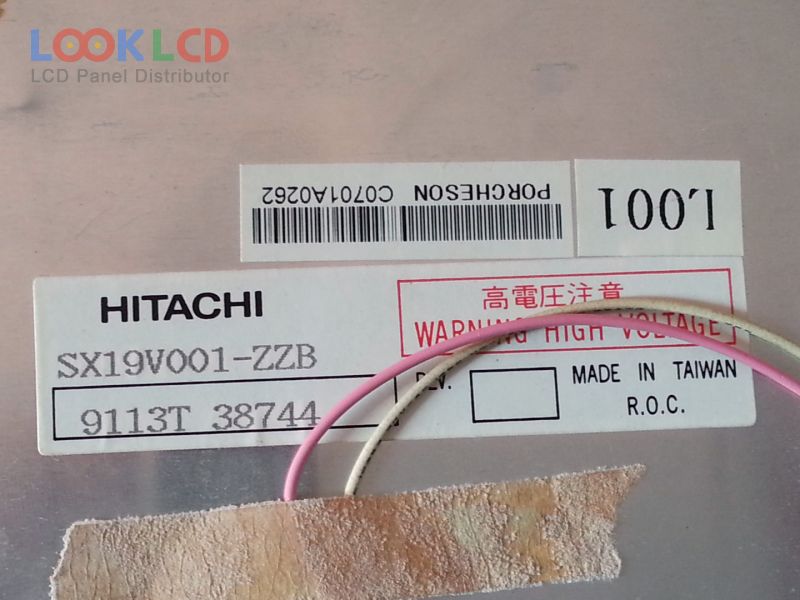 LOOK LCD
LCD Panel Distributor
PORCHESON C0701A0262
L001
HITACHI
高電圧注意
WARNING HIGH VOLTAGE
SX19V001-ZZB
9113T 38744
MADE IN TAIWAN
R.O.C.